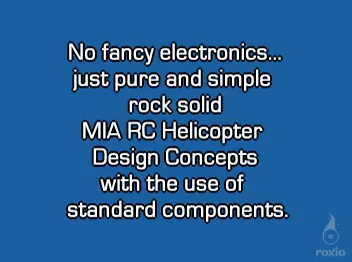 No fancy electronics...
just pure and simple
rock solid
MIA RC Helicopter
Design Concepts
with the use of
standard components.
roxio